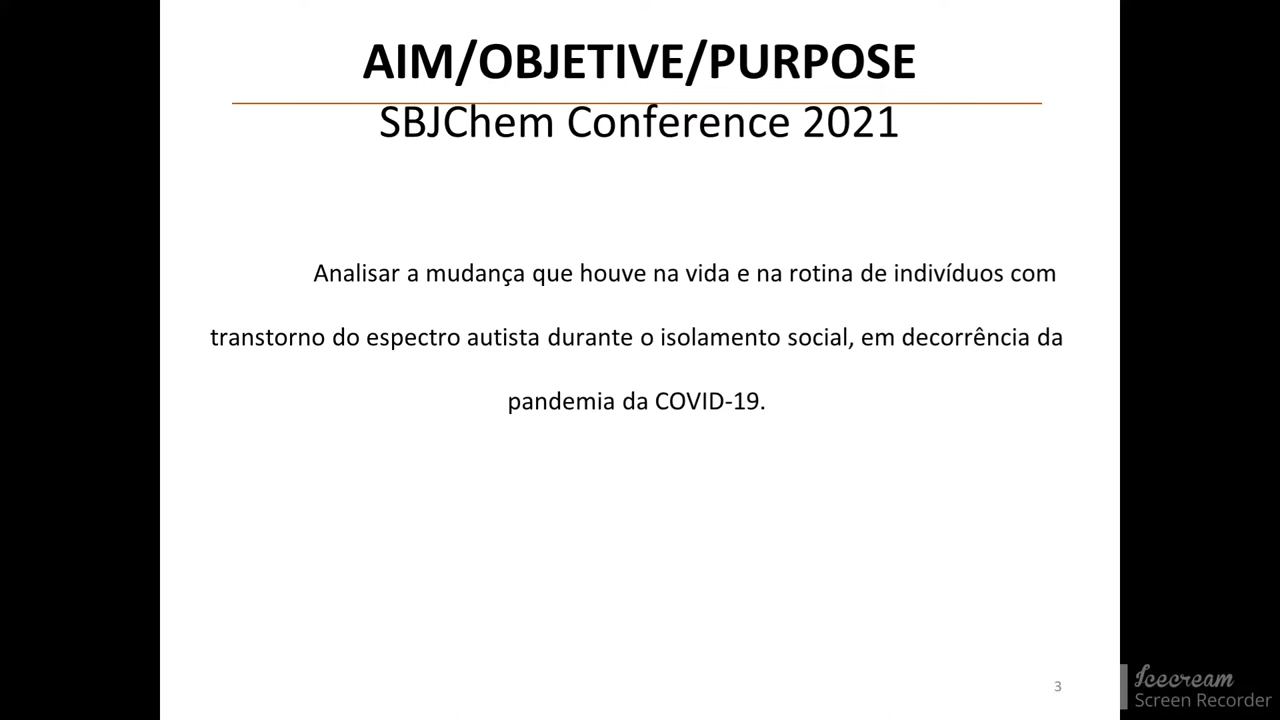 AIM/OBJETIVE/PURPOSE
SBJChem Conference 2021
Analisar a mudança que houve na vida e na rotina de indivíduos com
transtorno do espectro autista durante o isolamento social, em decorrência da
pandemia da COVID-19.
3
Icecream
Screen Recorder